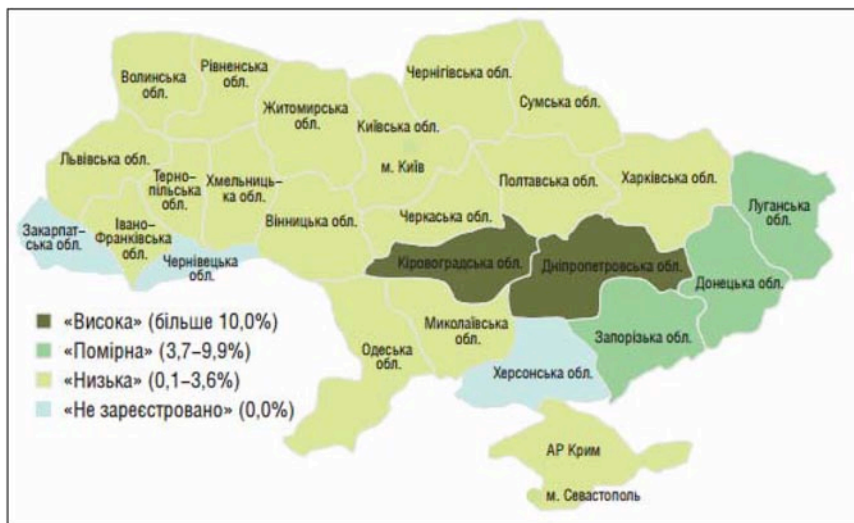 Волинська
обл.
Рівненська
обл.
Житомирська
обл.
Київська обл.
м. Київ
Чернігівська обл.
Сумська обл.
Львівська обл.
Терно-
пільська
обл.
Хмельниць-
ка обл.
Вінницька обл.
Черкаська обл.
Полтавська обл.
Харківська обл.
Луганська
обл.
Закарпат-
ська обл.
Івано-
Франківська
обл.
Чернівецька
обл.
Кіровоградська обл.
Дніпропетровська обл.
Донецька обл.
Одеська
обл.
Миколаївська
обл.
Запорізька обл.
Херсонська обл.
АР Крим
м. Севастополь
«Висока» (більше 10,0%)
«Помірна» (3,7–9,9%)
«Низька» (0,1–3,6%)
«Не зареєстровано» (0,0%)